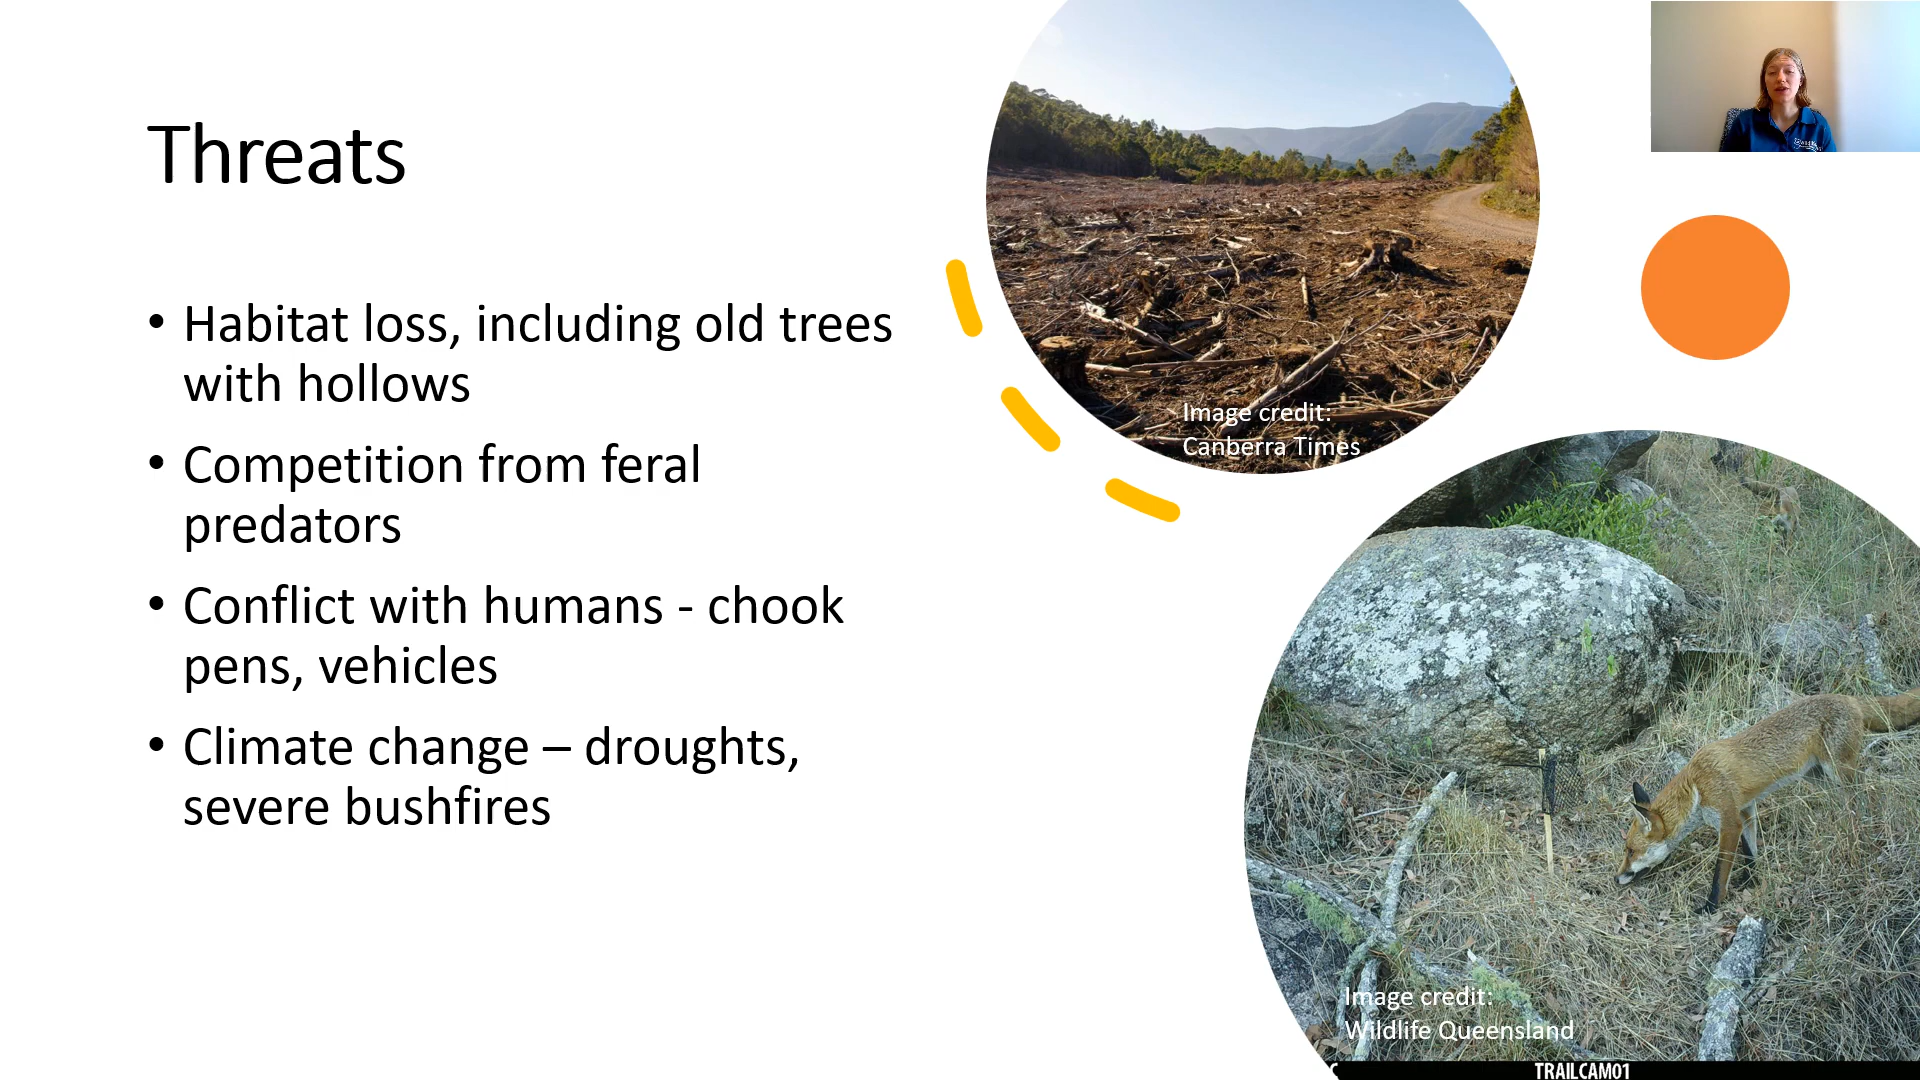 Threats
• Habitat loss, including old trees
with hollows
• Competition from feral
predators
• Conflict with humans - chook
pens, vehicles
• Climate change – droughts,
severe bushfires
Image credit:
Canberra Times
Image credit:
Wildlife Queensland
TRAILCAM01